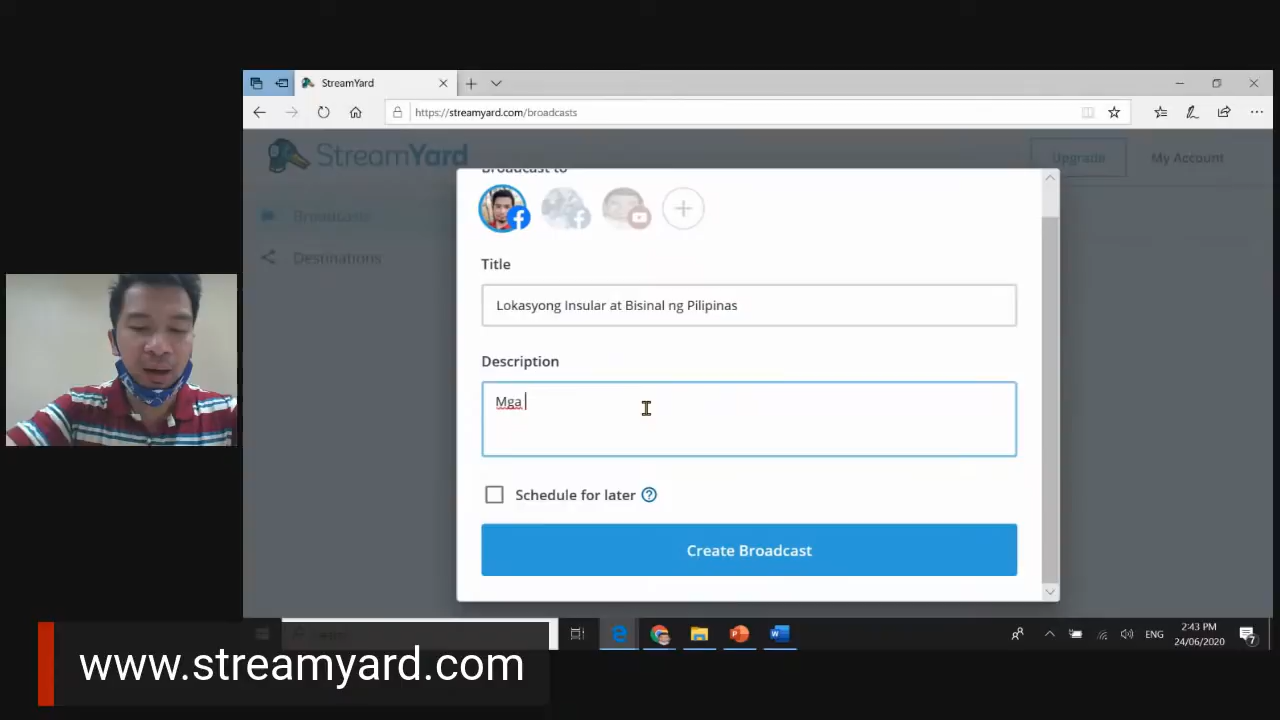 StreamYard
https://streamyard.com/broadcasts
StreamYard
Upgrade
My Account
Broadcasts
Destinations
Broadcast to
Title
Lokasyong Insular at Bisinal ng Pilipinas
Description
Mga
Schedule for later
Create Broadcast
ENG
2:43 PM
24/06/2020
7
www.streamyard.com